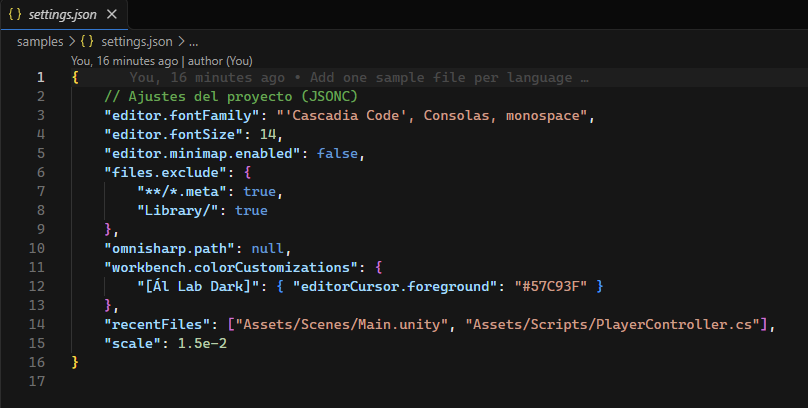 {} settings.json ×
samples > {} settings.json > ...
You, 16 minutes ago | author (You)
1 { You, 16 minutes ago • Add one sample file per language …
2 // Ajustes del proyecto (JSONC)
3 "editor.fontFamily": "'Cascadia Code', Consolas, monospace",
4 "editor.fontSize": 14,
5 "editor.minimap.enabled": false,
6 "files.exclude": {
7 "**/*.meta": true,
8 "Library/": true
9 },
10 "omnisharp.path": null,
11 "workbench.colorCustomizations": {
12 "[Ál Lab Dark]": { "editorCursor.foreground": "#57C93F" }
13 },
14 "recentFiles": ["Assets/Scenes/Main.unity", "Assets/Scripts/PlayerController.cs"],
15 "scale": 1.5e-2
16 }
17